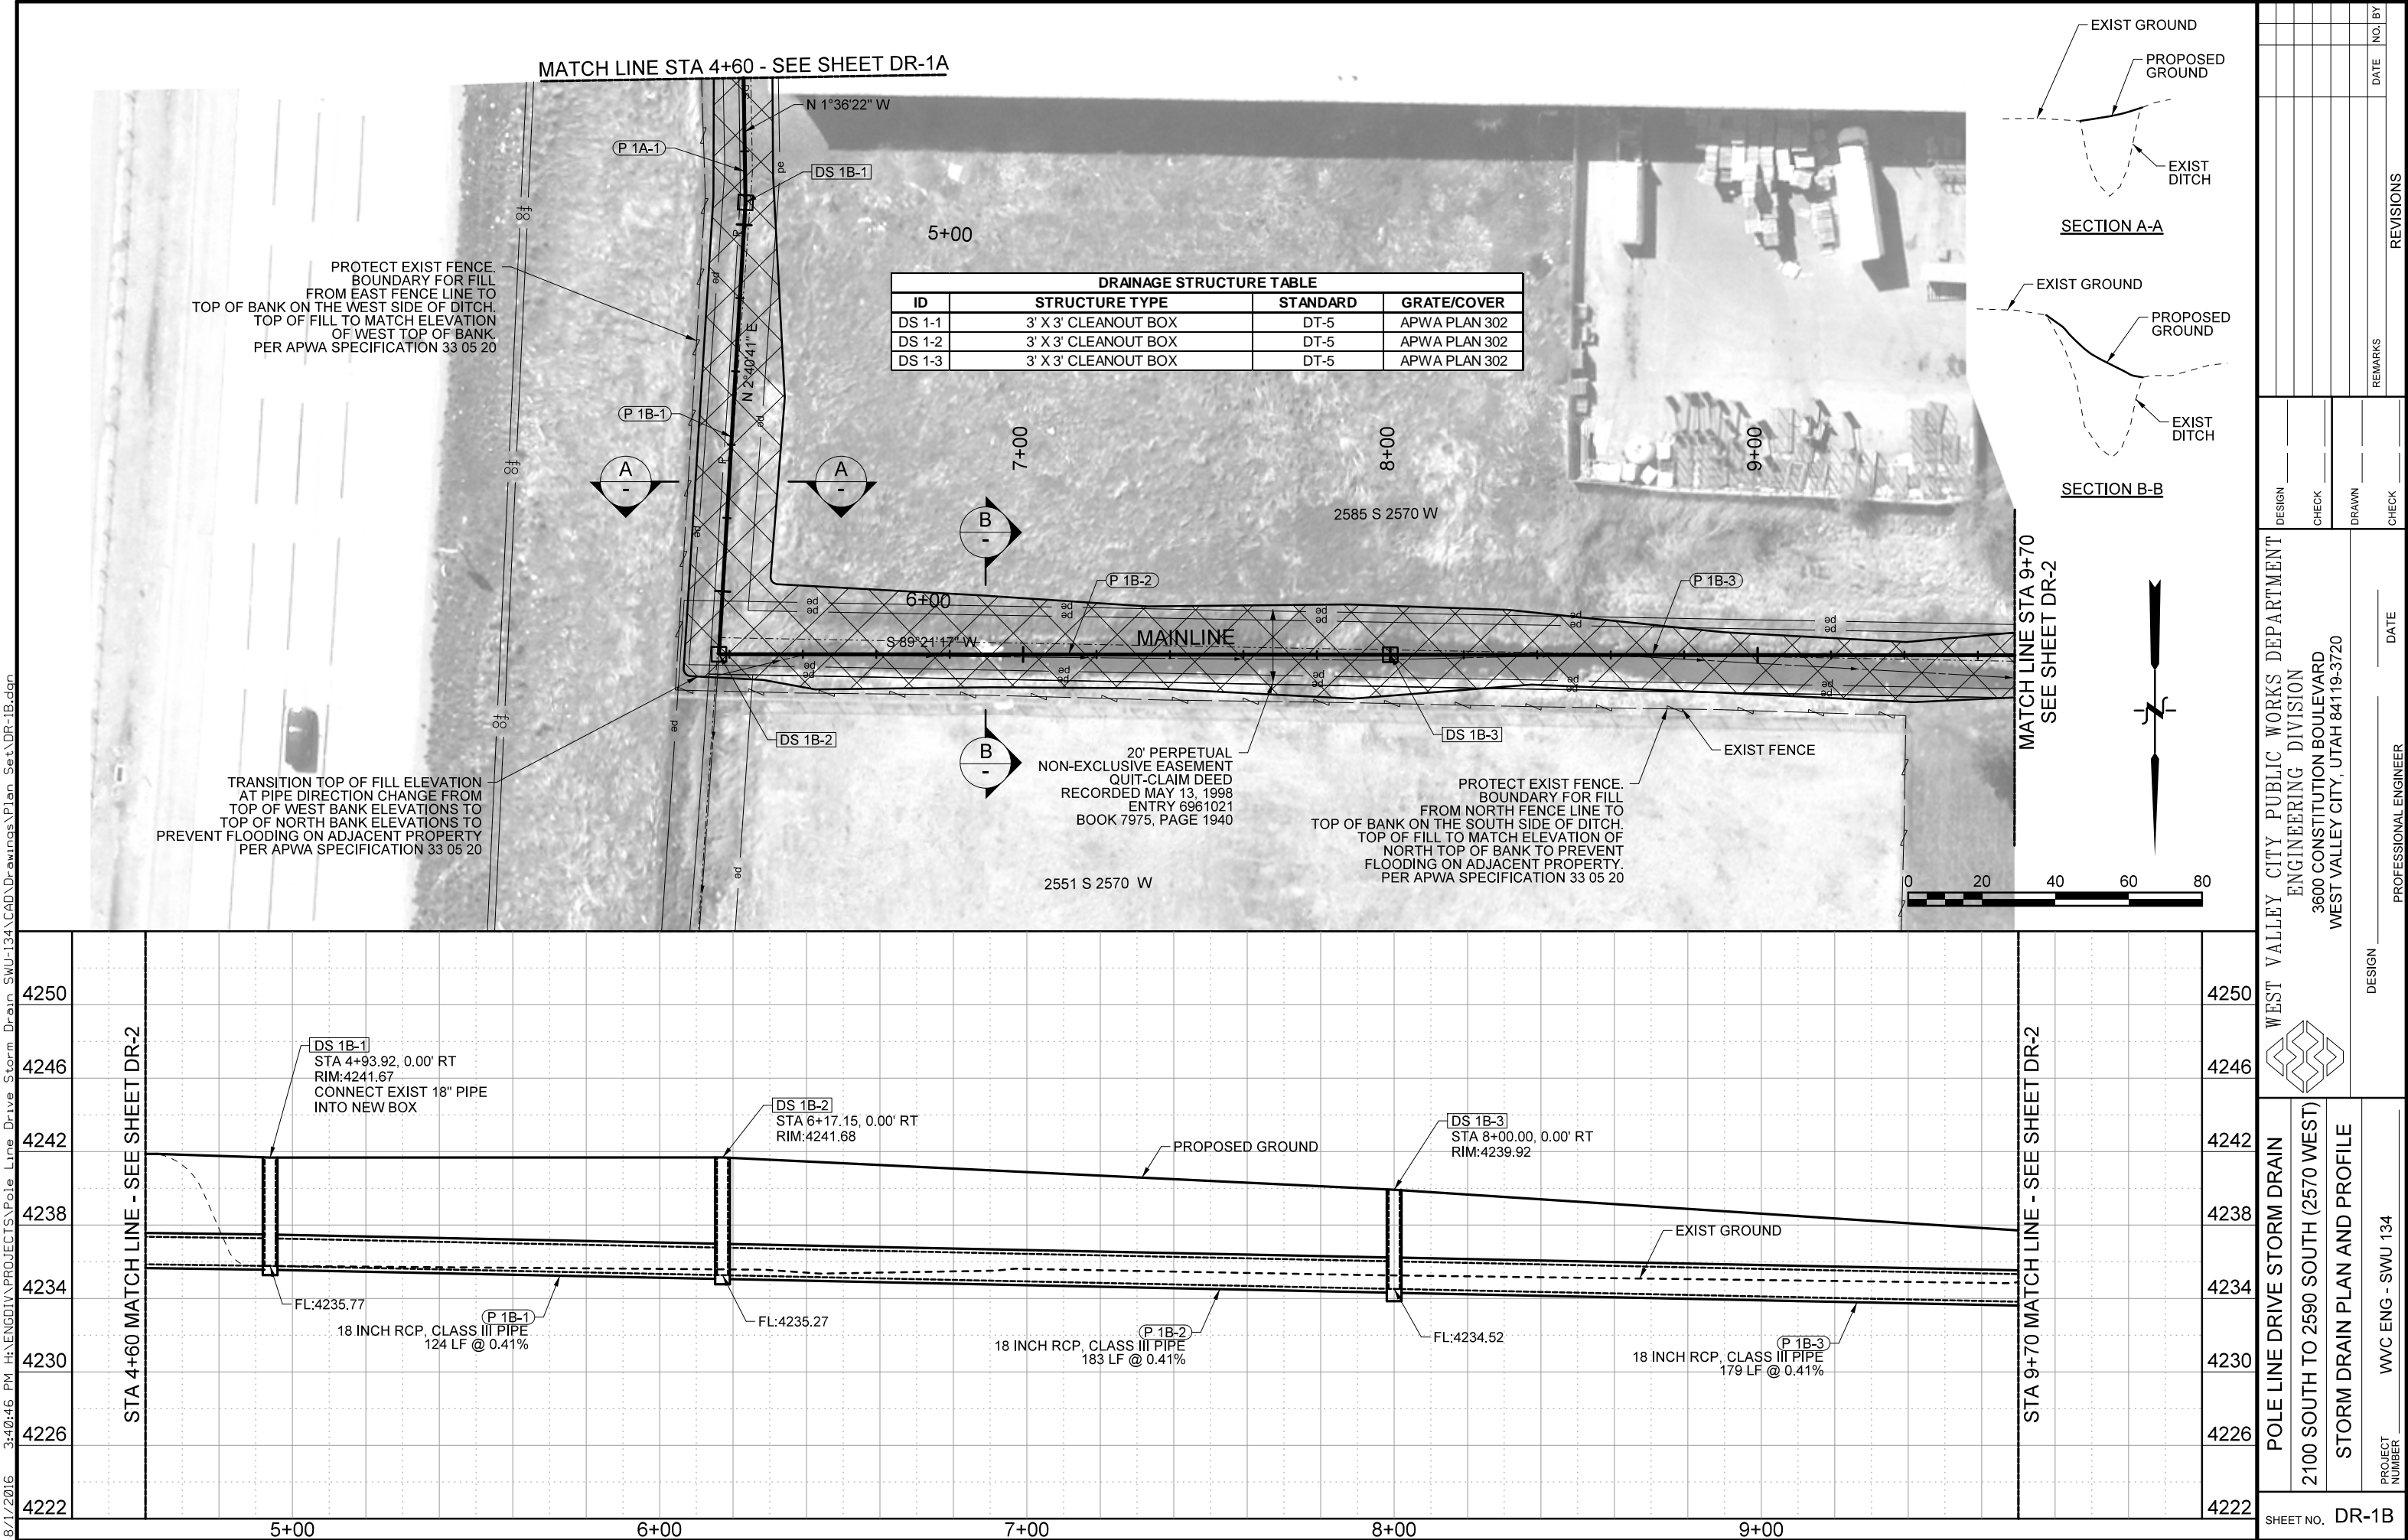 MATCH LINE STA 4+60 - SEE SHEET DR-1A
N 1°36'22" W
P 1A-1
DS 1B-1
5+00
PROTECT EXIST FENCE.
BOUNDARY FOR FILL
FROM EAST FENCE LINE TO
TOP OF BANK ON THE WEST SIDE OF DITCH.
TOP OF FILL TO MATCH ELEVATION
OF WEST TOP OF BANK.
PER APWA SPECIFICATION 33 05 20
DRAINAGE STRUCTURE TABLE
ID STRUCTURE TYPE STANDARD GRATE/COVER
DS 1-1 3' X 3' CLEANOUT BOX DT-5 APWA PLAN 302
DS 1-2 3' X 3' CLEANOUT BOX DT-5 APWA PLAN 302
DS 1-3 3' X 3' CLEANOUT BOX DT-5 APWA PLAN 302
N 2°40'41" E
P 1B-1
A
-
A
-
7+00
8+00
9+00
B
-
2585 S 2570 W
P 1B-2
P 1B-3
6+00
S 89°21'17" W
MAINLINE
DS 1B-2
B
-
20' PERPETUAL
NON-EXCLUSIVE EASEMENT
QUIT-CLAIM DEED
RECORDED MAY 13, 1998
ENTRY 6961021
BOOK 7975, PAGE 1940
DS 1B-3
EXIST FENCE
TRANSITION TOP OF FILL ELEVATION
AT PIPE DIRECTION CHANGE FROM
TOP OF WEST BANK ELEVATIONS TO
TOP OF NORTH BANK ELEVATIONS TO
PREVENT FLOODING ON ADJACENT PROPERTY
PER APWA SPECIFICATION 33 05 20
PROTECT EXIST FENCE.
BOUNDARY FOR FILL
FROM NORTH FENCE LINE TO
TOP OF BANK ON THE SOUTH SIDE OF DITCH.
TOP OF FILL TO MATCH ELEVATION OF
NORTH TOP OF BANK TO PREVENT
FLOODING ON ADJACENT PROPERTY.
PER APWA SPECIFICATION 33 05 20
2551 S 2570 W
MATCH LINE STA 9+70
SEE SHEET DR-2
0 20 40 60 80
EXIST GROUND
PROPOSED
GROUND
EXIST
DITCH
SECTION A-A
EXIST GROUND
PROPOSED
GROUND
EXIST
DITCH
SECTION B-B
4250
4246
4242
4238
4234
4230
4226
4222
STA 4+60 MATCH LINE - SEE SHEET DR-2
DS 1B-1
STA 4+93.92, 0.00' RT
RIM:4241.67
CONNECT EXIST 18" PIPE
INTO NEW BOX
DS 1B-2
STA 6+17.15, 0.00' RT
RIM:4241.68
PROPOSED GROUND
DS 1B-3
STA 8+00.00, 0.00' RT
RIM:4239.92
EXIST GROUND
FL:4235.77
P 1B-1
18 INCH RCP, CLASS III PIPE
124 LF @ 0.41%
FL:4235.27
P 1B-2
18 INCH RCP, CLASS III PIPE
183 LF @ 0.41%
FL:4234.52
P 1B-3
18 INCH RCP, CLASS III PIPE
179 LF @ 0.41%
STA 9+70 MATCH LINE - SEE SHEET DR-2
4250
4246
4242
4238
4234
4230
4226
4222
5+00 6+00 7+00 8+00 9+00
8/1/2016 3:40:46 PM H:\ENGDIV\PROJECTS\Pole Line Drive Storm Drain SWU-134\CAD\Drawings\Plan Set\DR-1B.dgn
NO. BY
DATE
REMARKS
REVISIONS
DESIGN
CHECK
DRAWN
CHECK
WEST VALLEY CITY PUBLIC WORKS DEPARTMENT
ENGINEERING DIVISION
3600 CONSTITUTION BOULEVARD
WEST VALLEY CITY, UTAH 84119-3720
DESIGN
PROFESSIONAL ENGINEER
DATE
POLE LINE DRIVE STORM DRAIN
2100 SOUTH TO 2590 SOUTH (2570 WEST)
STORM DRAIN PLAN AND PROFILE
PROJECT
NUMBER
WVC ENG - SWU 134
SHEET NO. DR-1B